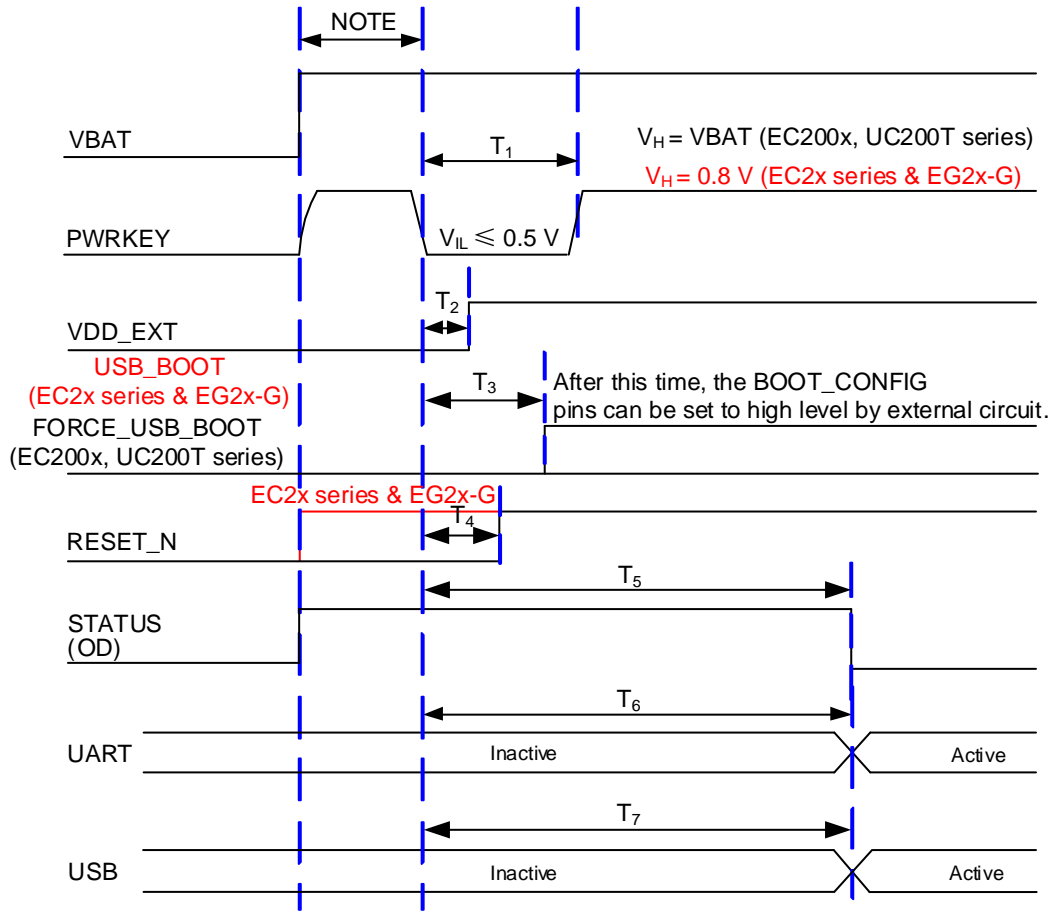 NOTE
VBAT
T1
VH = VBAT (EC200x, UC200T series)
VH = 0.8 V (EC2x series & EG2x-G)
PWRKEY
VIL ≤ 0.5 V
T2
VDD_EXT
USB_BOOT
(EC2x series & EG2x-G)
T3
After this time, the BOOT_CONFIG
pins can be set to high level by external circuit.
FORCE_USB_BOOT
(EC200x, UC200T series)
EC2x series & EG2x-G
T4
RESET_N
T5
STATUS
(OD)
T6
UART
Inactive
Active
T7
USB
Inactive
Active